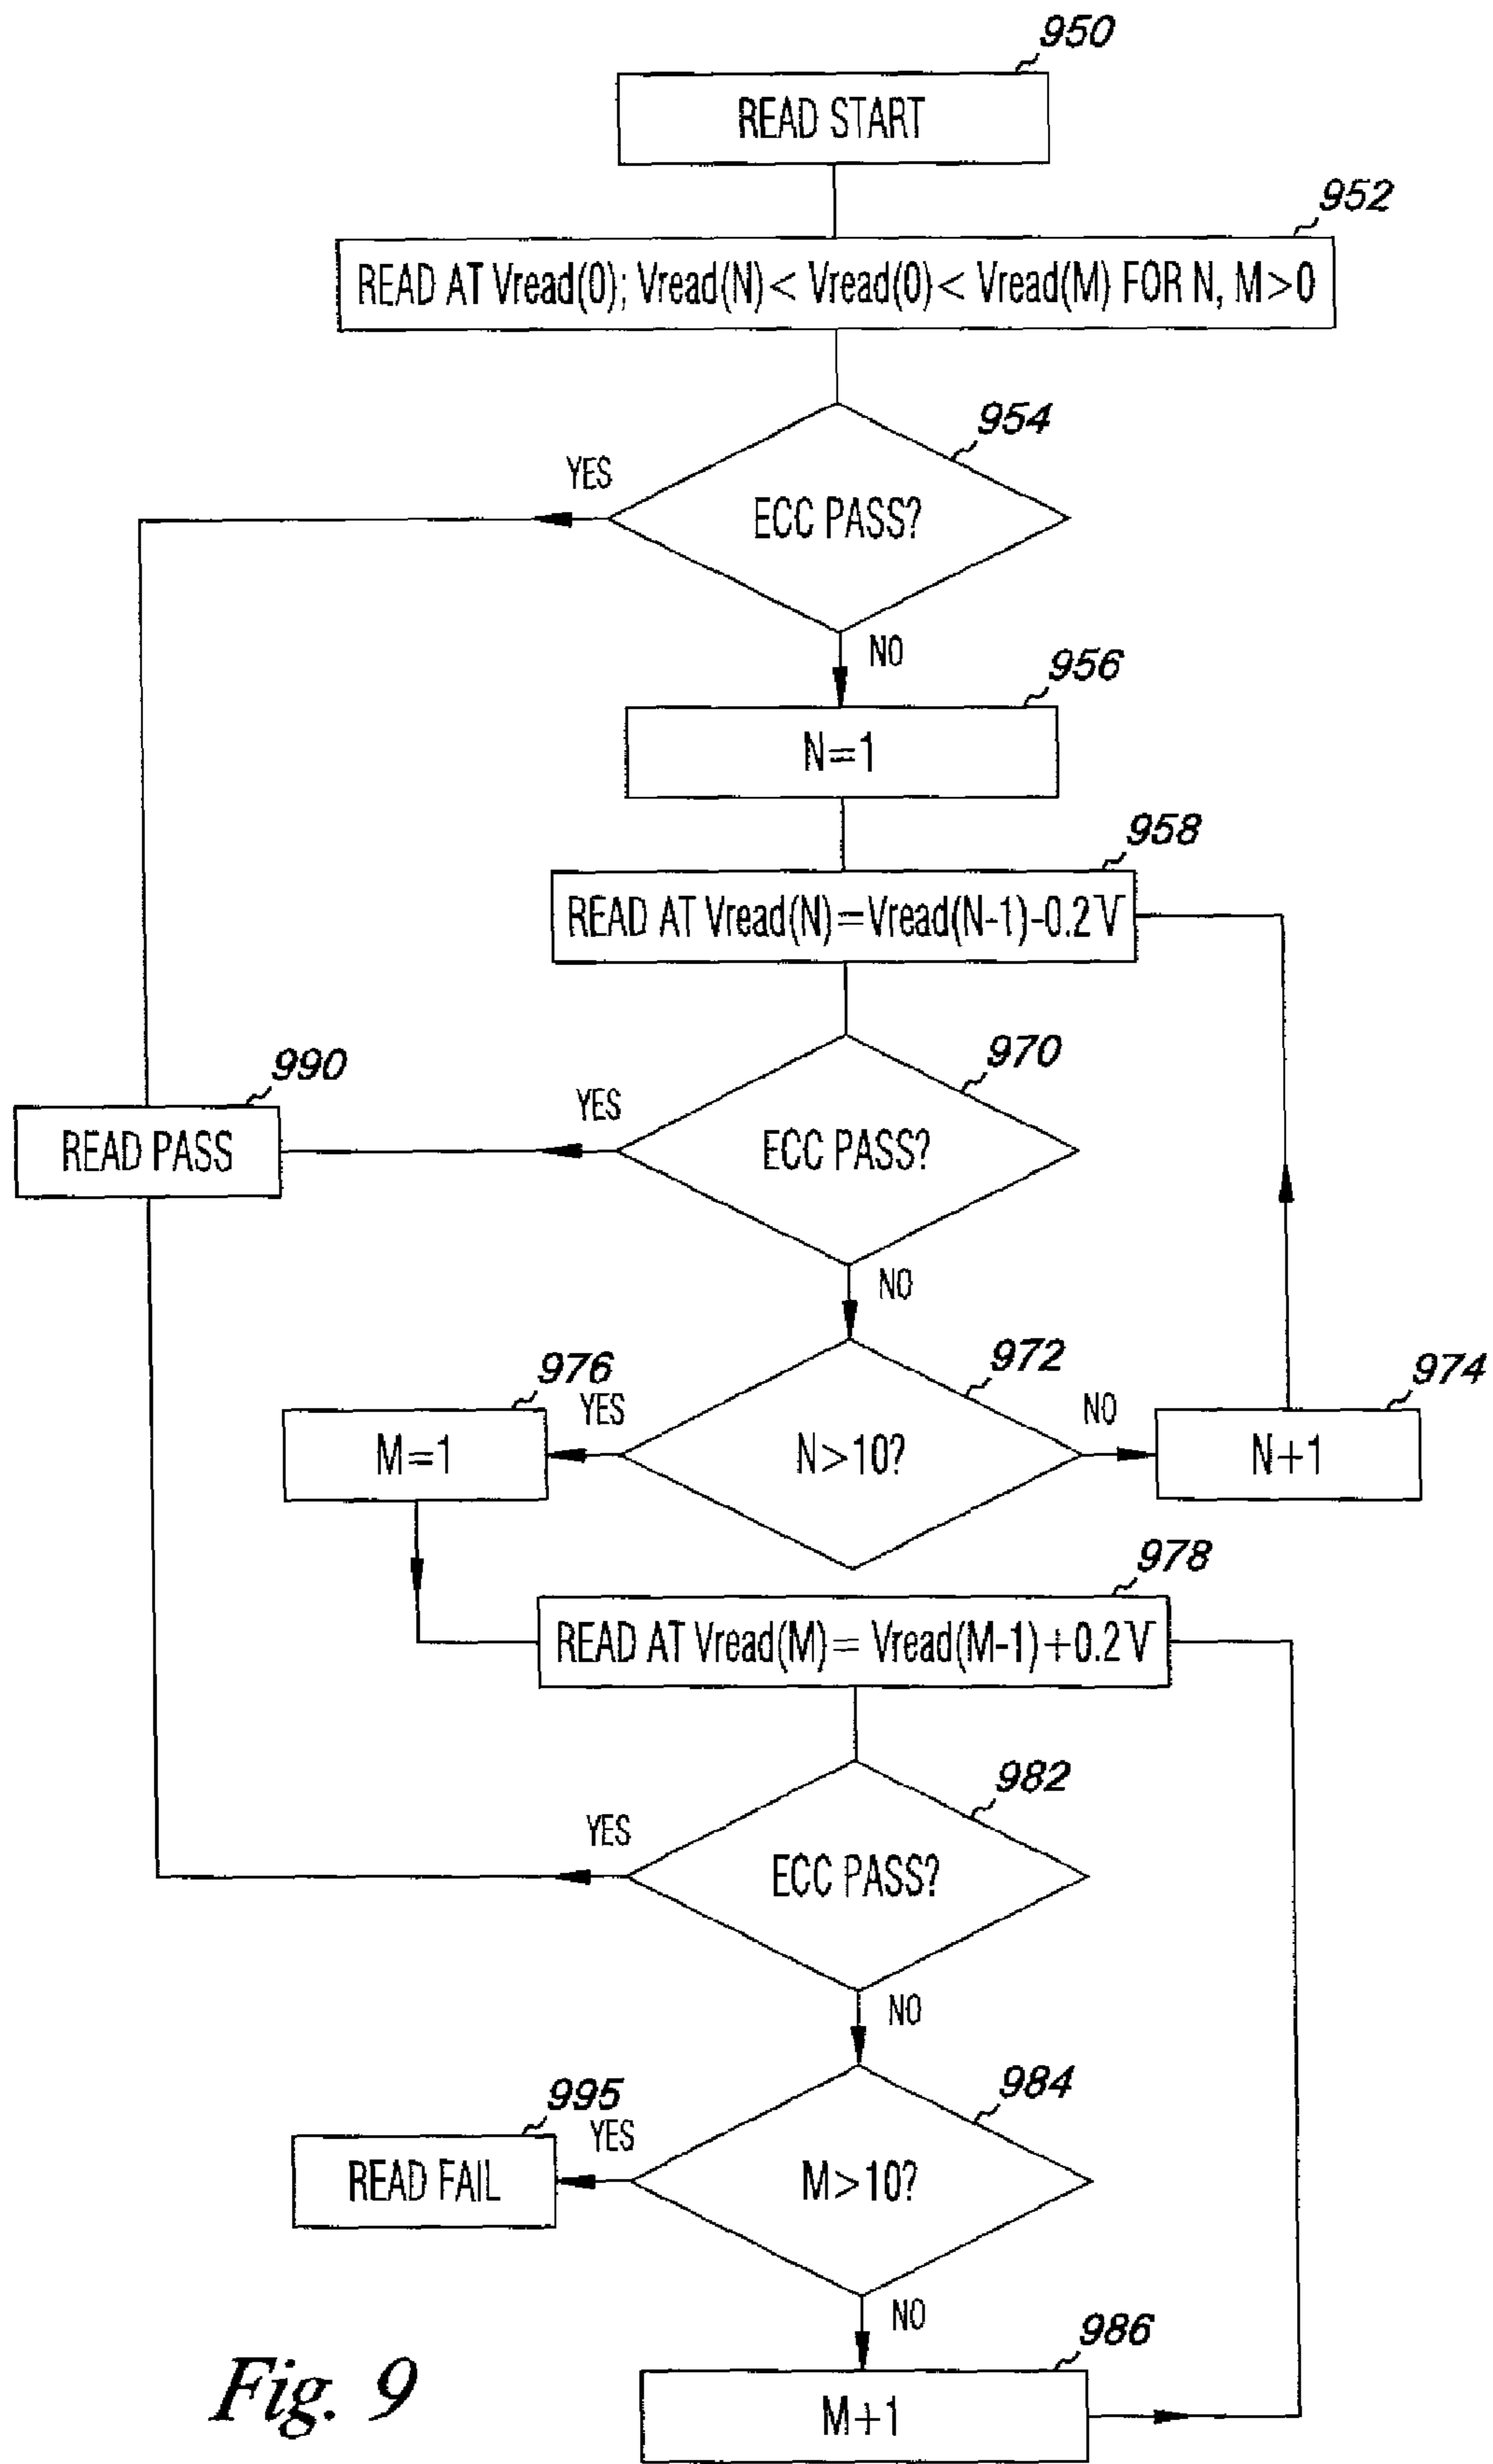 950
READ START
952
READ AT Vread(0); Vread(N) < Vread(0) < Vread(M) FOR N, M>0
954
YES
ECC PASS?
NO
956
N=1
958
READ AT Vread(N)=Vread(N-1)-0.2V
970
990
YES
READ PASS
ECC PASS?
NO
972
974
976
YES
NO
M=1
N>10?
N+1
978
READ AT Vread(M)= Vread(M-1)+0.2V
982
YES
ECC PASS?
NO
984
995
YES
READ FAIL
M>10?
NO
986
M+1
Fig. 9